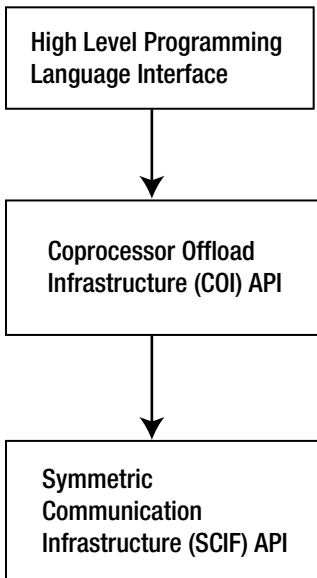 High Level Programming
Language Interface
Coprocessor Offload
Infrastructure (COI) API
Symmetric
Communication
Infrastructure (SCIF) API